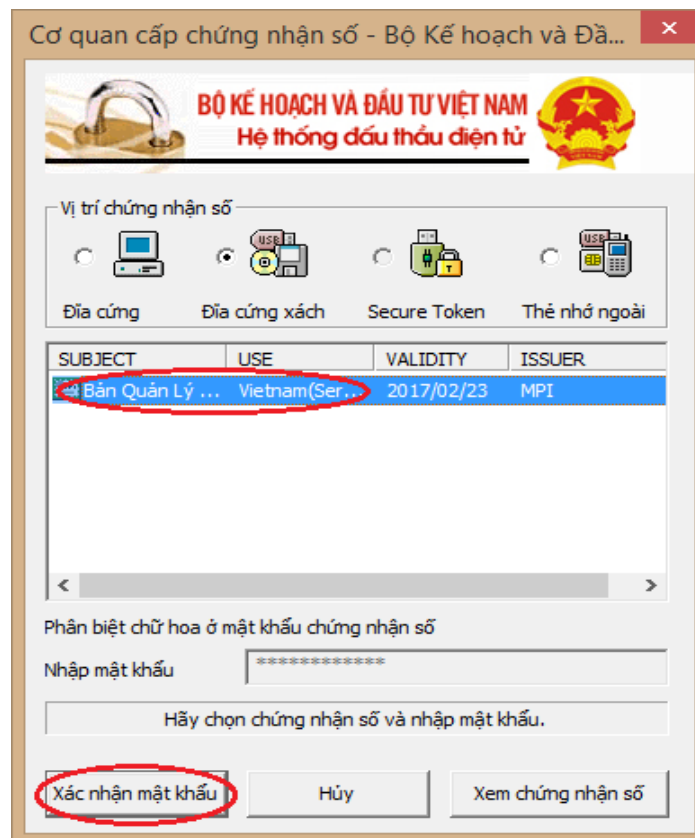 Cơ quan cấp chứng nhận số - Bộ Kế hoạch và Đầ...
BỘ KẾ HOẠCH VÀ ĐẦU TƯ VIỆT NAM
Hệ thống đấu thầu điện tử
Vị trí chứng nhận số
Đĩa cứng Đĩa cứng xách Secure Token Thẻ nhớ ngoài
SUBJECT USE VALIDITY ISSUER
Bản Quản Lý ... Vietnam(Ser... 2017/02/23 MPI
Phân biệt chữ hoa ở mật khẩu chứng nhận số
Nhập mật khẩu ************
Hãy chọn chứng nhận số và nhập mật khẩu.
Xác nhận mật khẩu Hủy Xem chứng nhận số